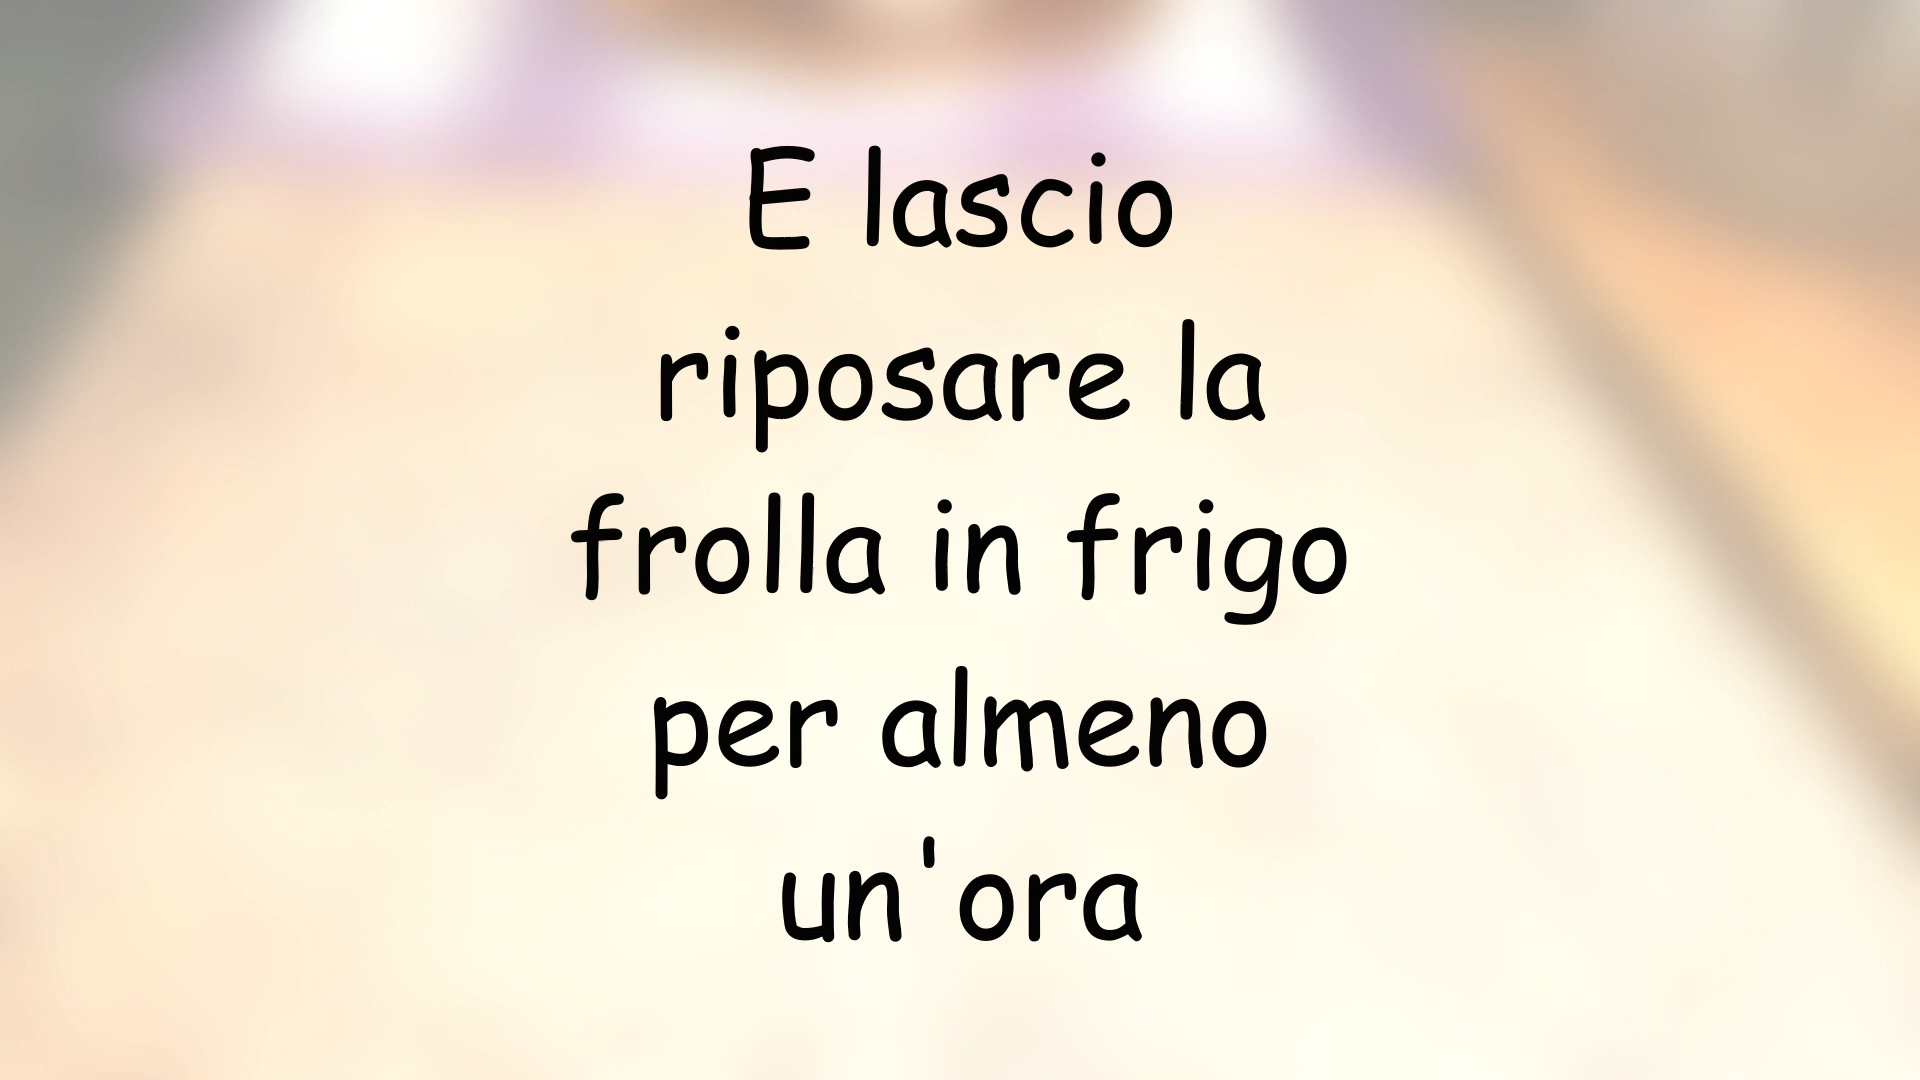 E lascio
riposare la
frolla in frigo
per almeno
un'ora